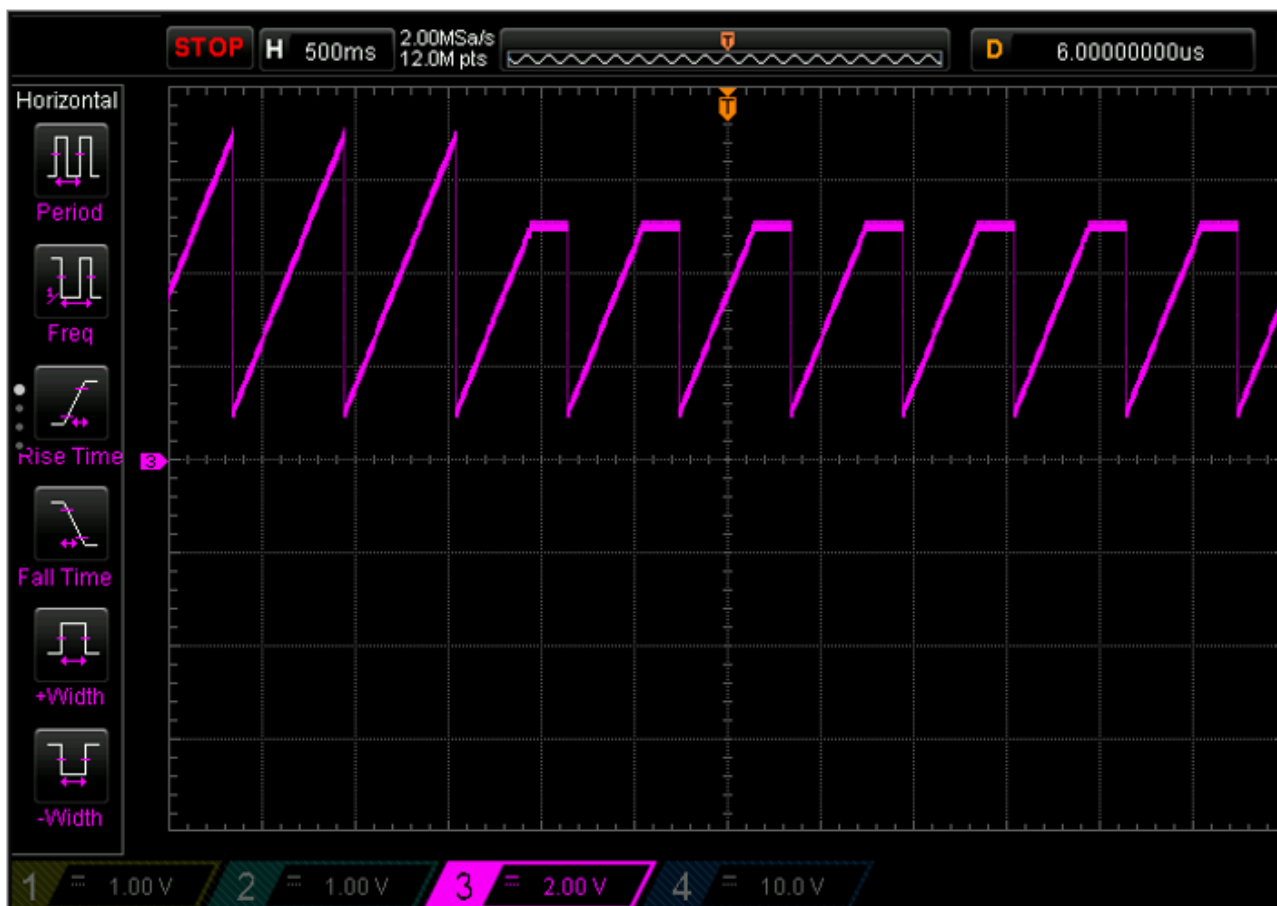 STOP H 500ms 2.00MSa/s 12.0M pts T D 6.00000000us
Horizontal
T
Period
Freq
Rise Time
3
Fall Time
+Width
-Width
1 1.00 V 2 1.00 V 3 2.00 V 4 10.0 V